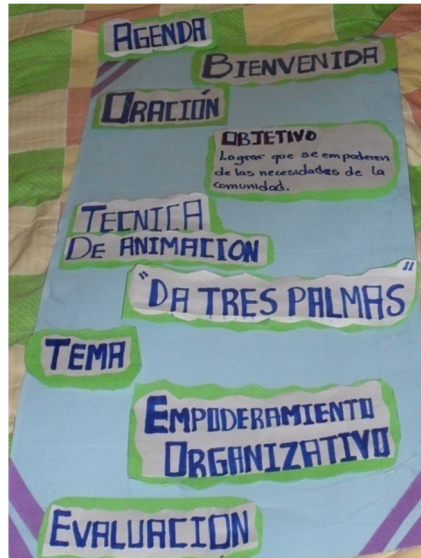 AGENDA
BIENVENIDA
ORACIÓN
OBJETIVO
Lograr que se empoderen
de las necesidades de la
comunidad.
TECNICA
DE ANIMACION
"DA TRES PALMAS"
TEMA
EMPODERAMIENTO
ORGANIZATIVO
EVALUACION